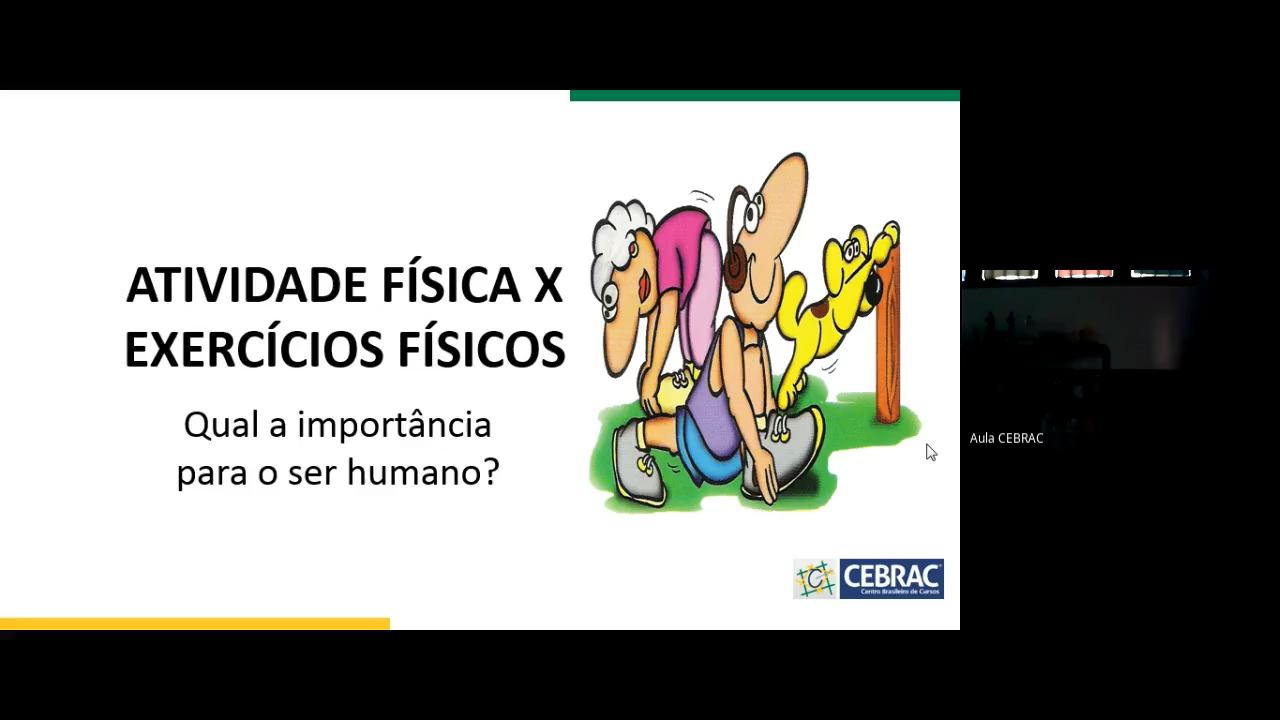 ATIVIDADE FÍSICA X
EXERCÍCIOS FÍSICOS
Qual a importância
para o ser humano?
Aula CEBRAC
C CEBRAC®
Centro Brasileiro de Cursos